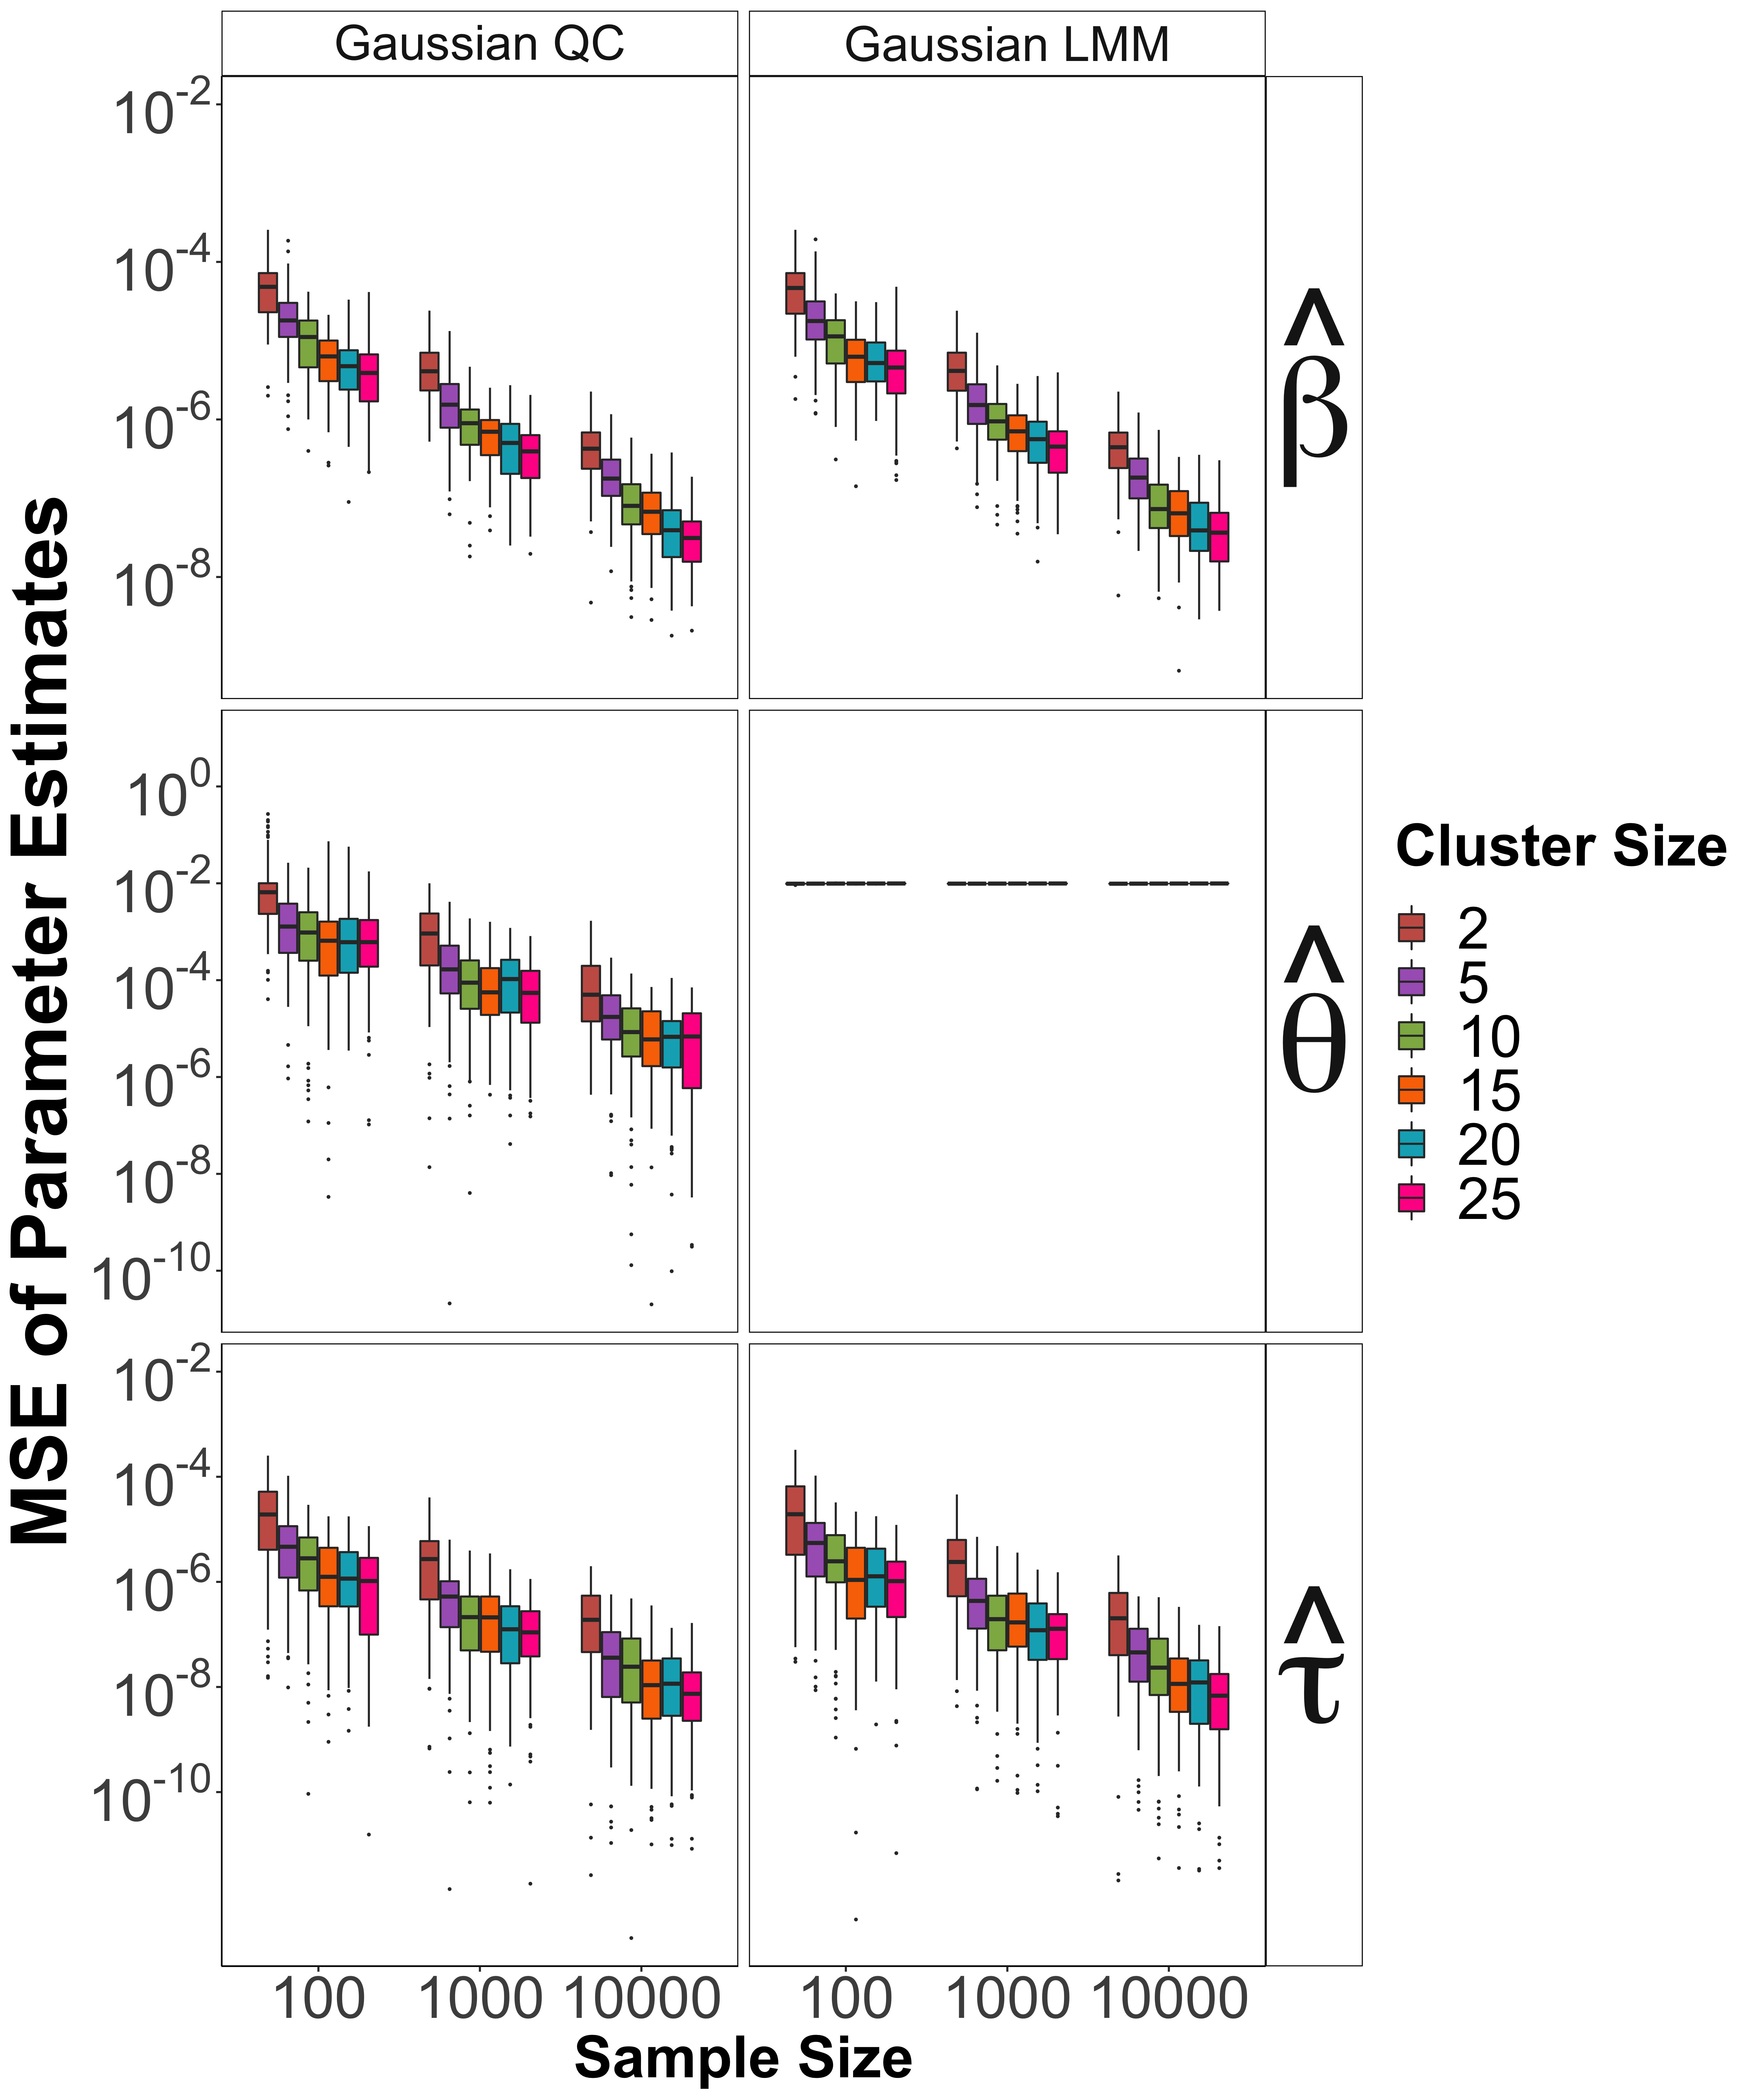 Gaussian QC
Gaussian LMM
MSE of Parameter Estimates
10⁻²
10⁻⁴
10⁻⁶
10⁻⁸
β̂
10⁰
10⁻²
10⁻⁴
10⁻⁶
10⁻⁸
10⁻¹⁰
θ̂
10⁻²
10⁻⁴
10⁻⁶
10⁻⁸
10⁻¹⁰
τ̂
100 1000 10000
100 1000 10000
Sample Size
Cluster Size
2
5
10
15
20
25